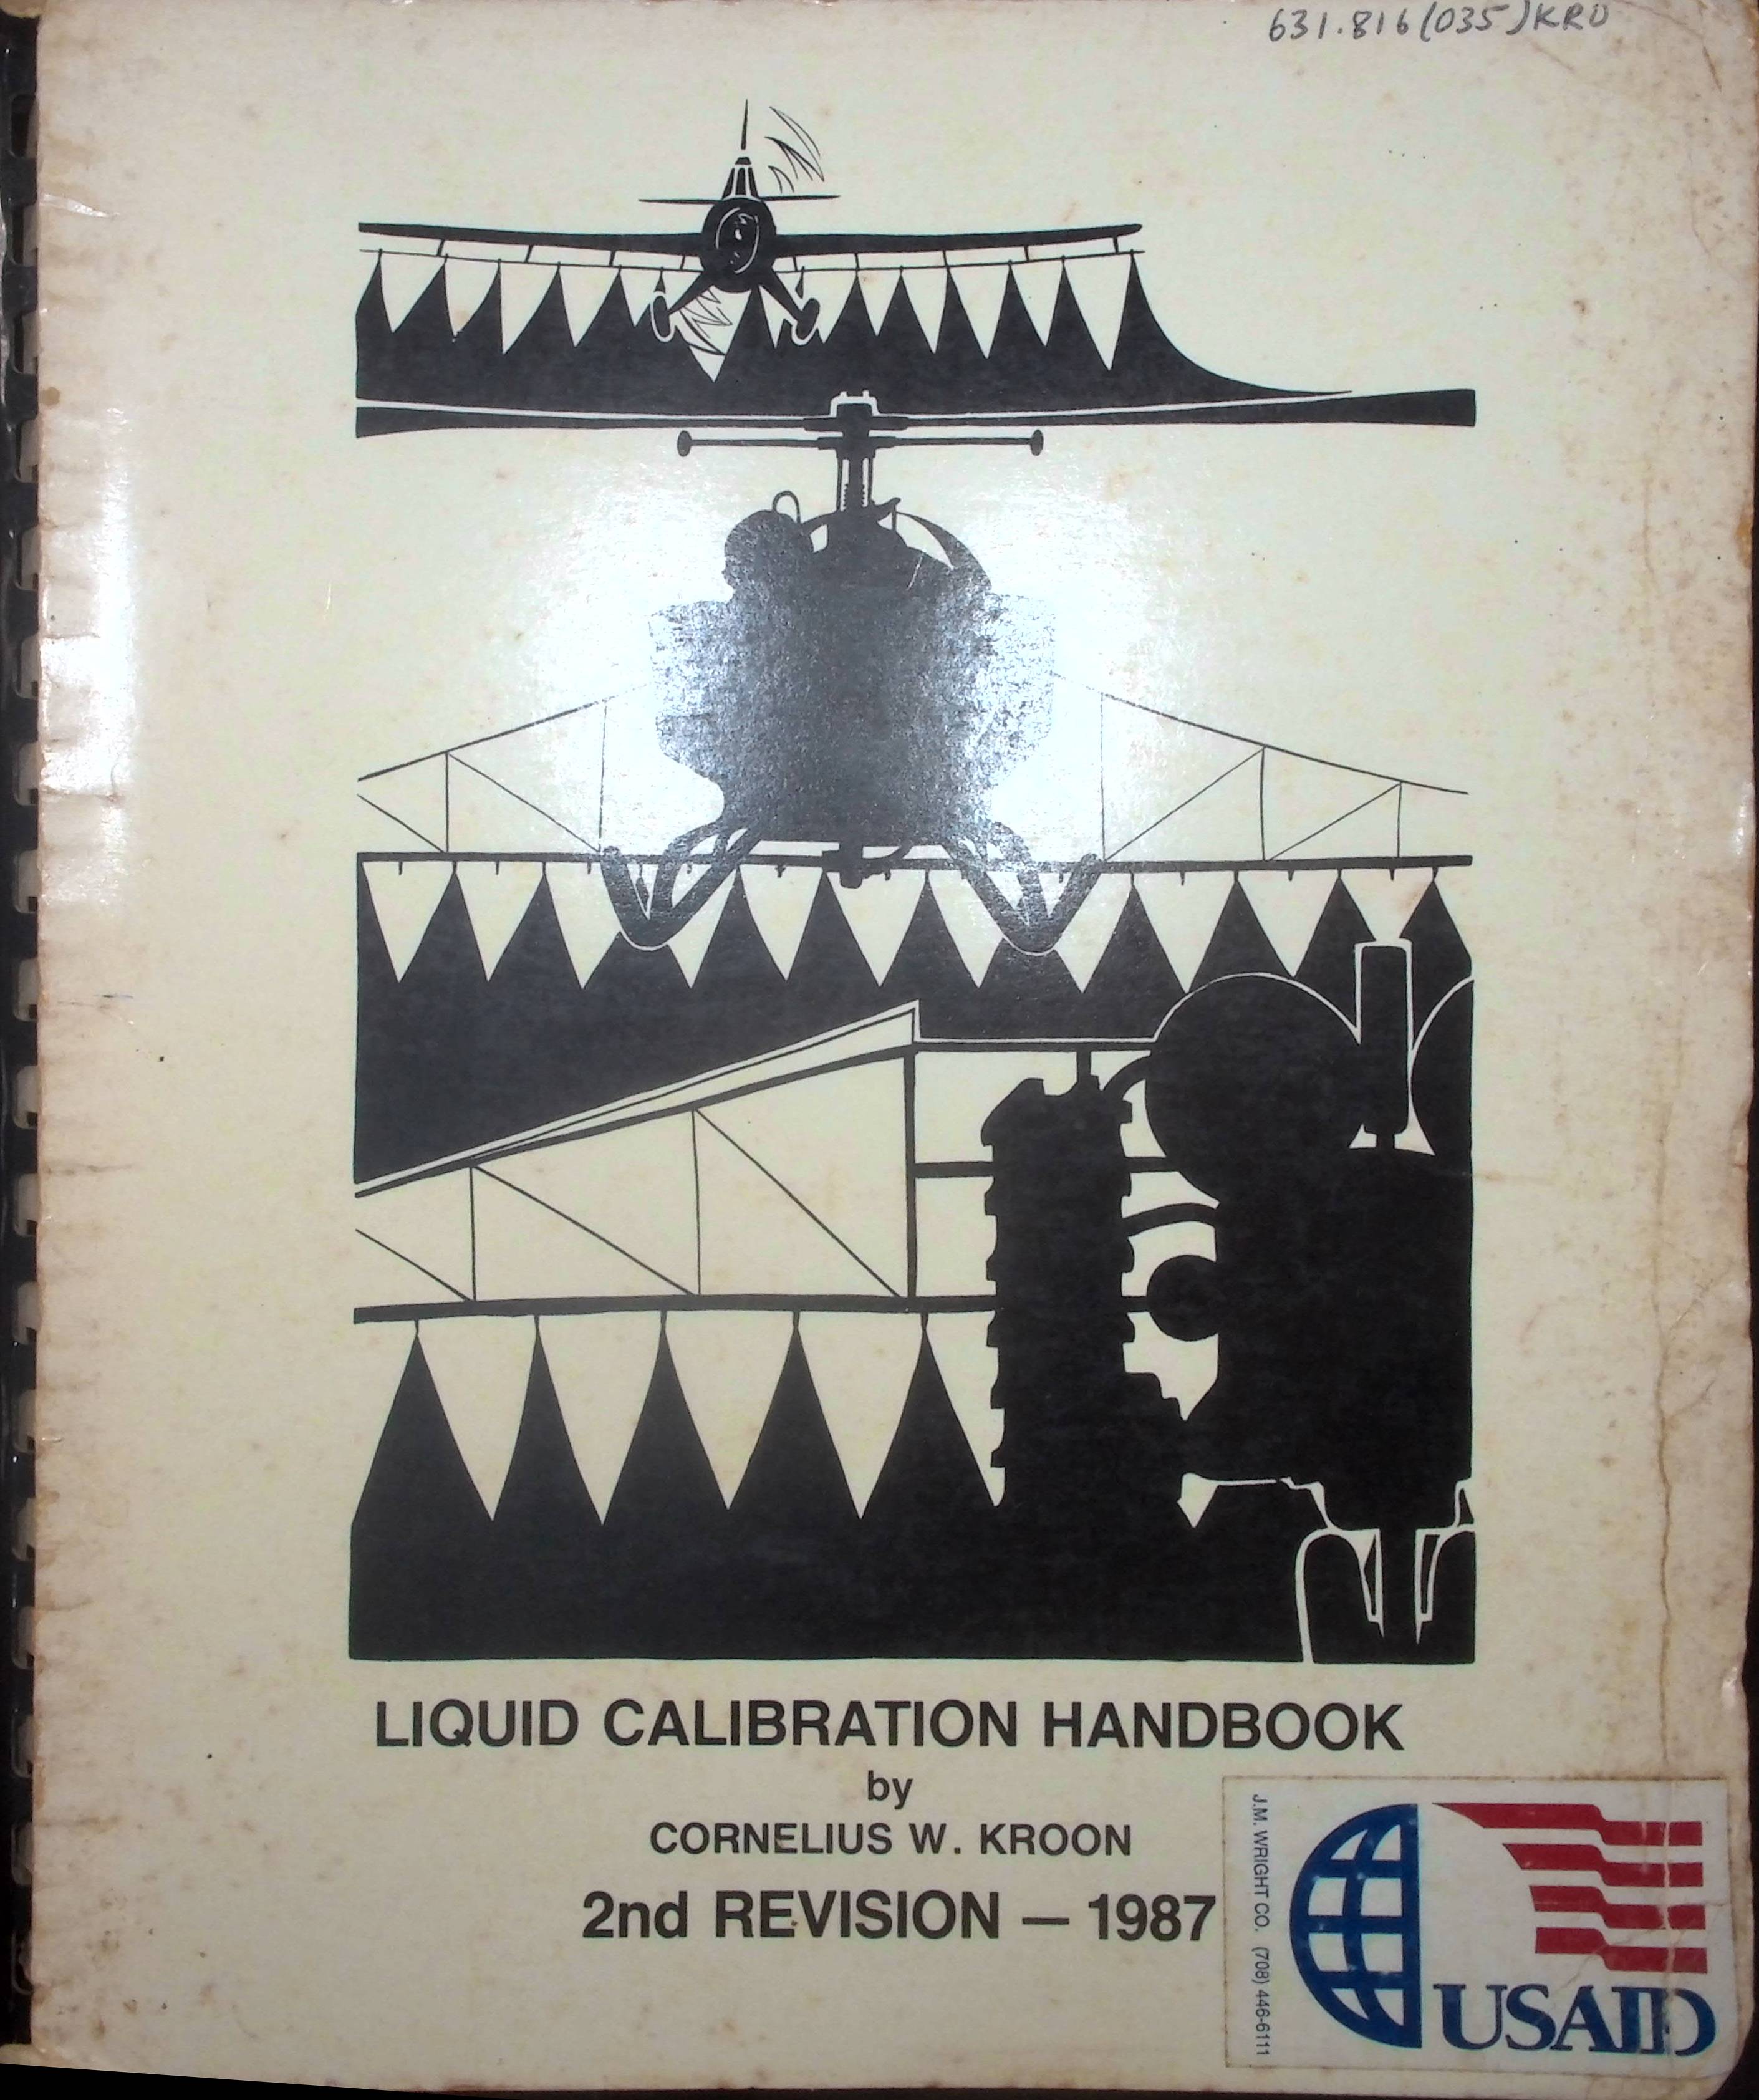 631.816(035)KRO
LIQUID CALIBRATION HANDBOOK
by
CORNELIUS W. KROON
2nd REVISION — 1987
J.M. WRIGHT CO. (708) 446-6111
USAID